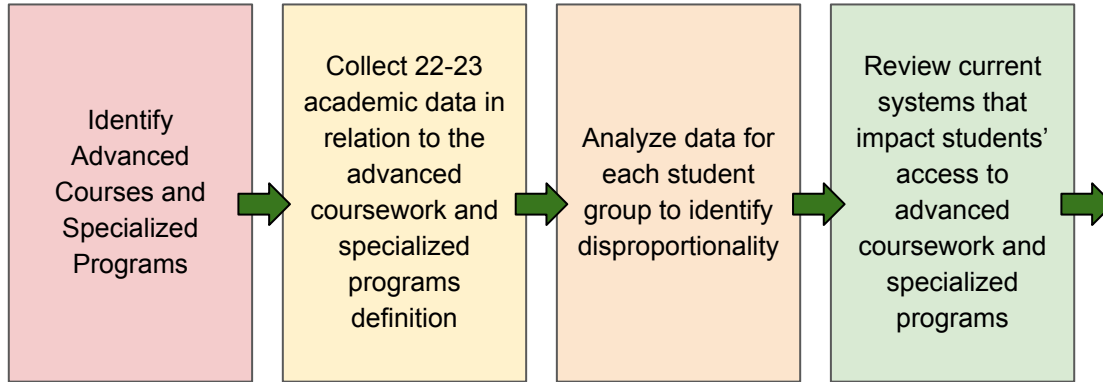 Identify
Advanced
Courses and
Specialized
Programs
Collect 22-23
academic data in
relation to the
advanced
coursework and
specialized
programs
definition
Analyze data for
each student
group to identify
disproportionality
Review current
systems that
impact students’
access to
advanced
coursework and
specialized
programs